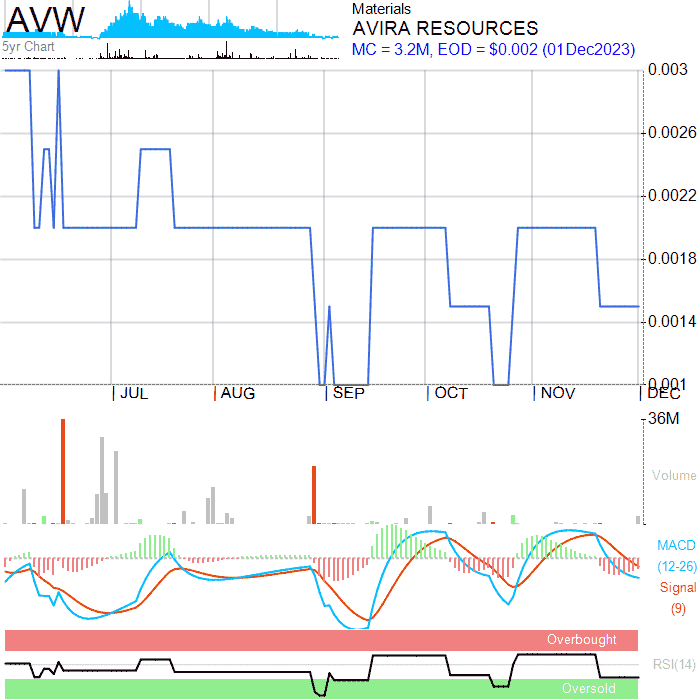 AVW
5yr Chart
Materials
AVIRA RESOURCES
MC = 3.2M, EOD = $0.002 (01Dec2023)
0.003
0.0026
0.0022
0.0018
0.0014
0.001
JUL AUG SEP OCT NOV DEC
36M
Volume
MACD
(12-26)
Signal
(9)
Overbought
RSI(14)
Oversold